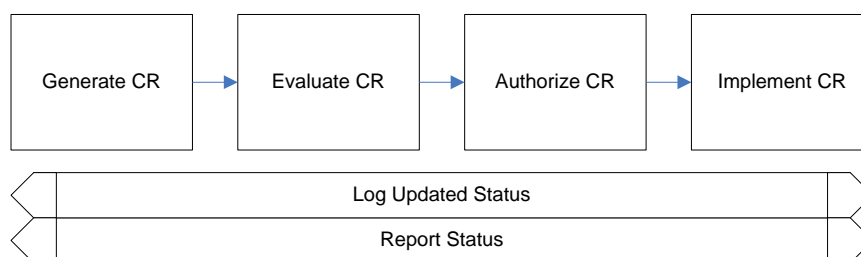 Generate CR
Evaluate CR
Authorize CR
Implement CR
Log Updated Status
Report Status